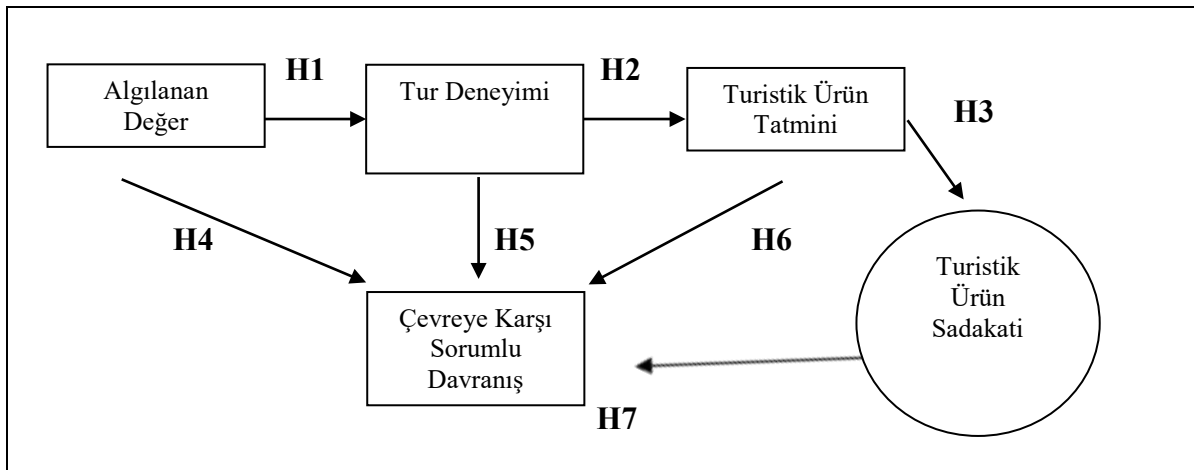 H1
H2
H3
Algılanan
Değer
Tur Deneyimi
Turistik Ürün
Tatmini
H4
H5
H6
Çevreye Karşı
Sorumlu
Davranış
Turistik
Ürün
Sadakati
H7